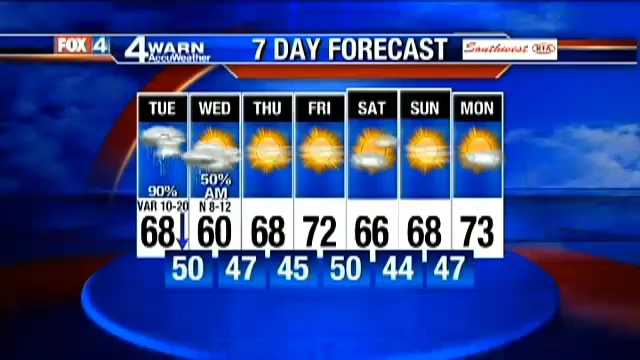 FOX 4
4WARN
AccuWeather
7 DAY FORECAST
Southwest KIA
TUE WED THU FRI SAT SUN MON
90% 50% AM
VAR 10-20 N 8-12
68 60 68 72 66 68 73
50 47 45 50 44 47